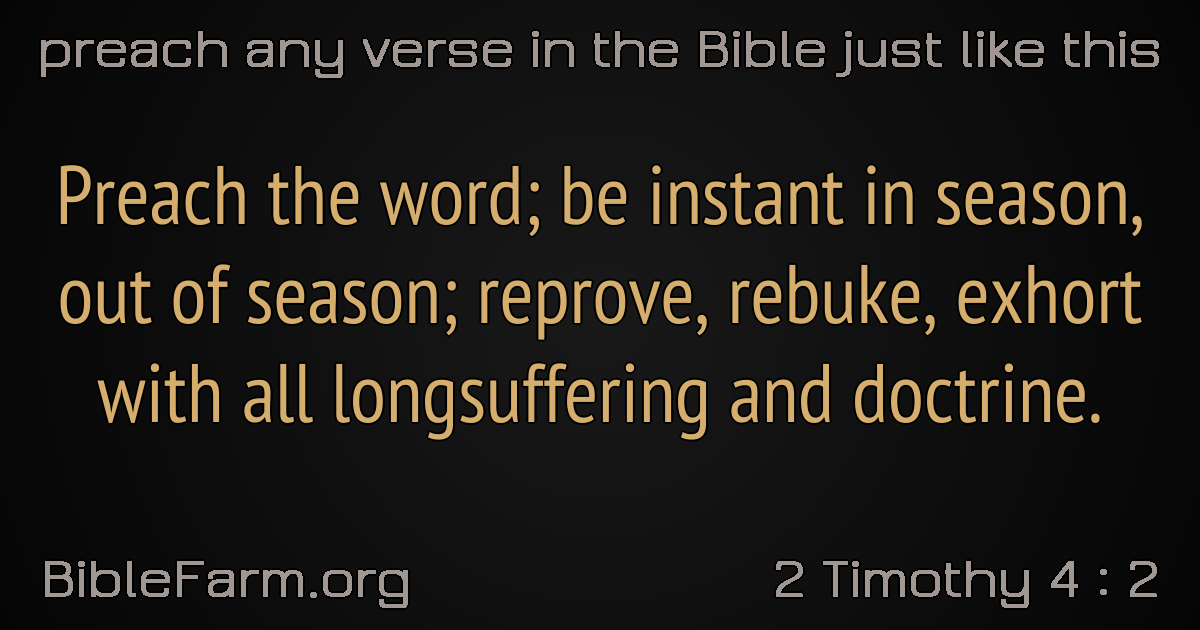 preach any verse in the Bible just like this
Preach the word; be instant in season,
out of season; reprove, rebuke, exhort
with all longsuffering and doctrine.
BibleFarm.org
2 Timothy 4 : 2